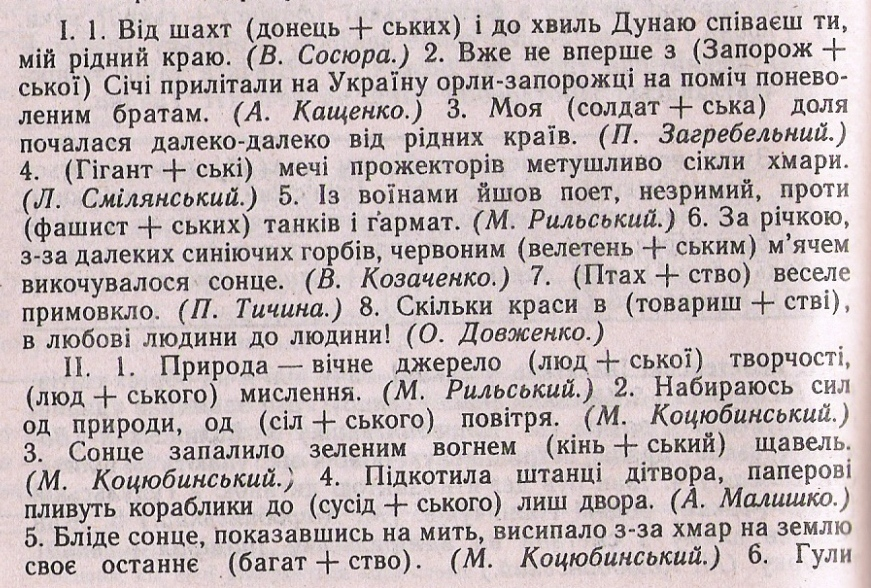 I. 1. Від шахт (донець + ських) і до хвиль Дунаю співаєш ти,
мій рідний краю. (В. Сосюра.) 2. Вже не вперше з (Запорож +
ської) Січі прилітали на Україну орли-запорожці на поміч понево-
леним братам. (А. Кащенко.) 3. Моя (солдат + ська) доля
почалася далеко-далеко від рідних країв. (П. Загребельний.)
4. (Гігант + ські) мечі прожекторів метушливо сікли хмари.
(Л. Смілянський.) 5. Із воїнами йшов поет, незримий, проти
(фашист + ських) танків і гармат. (М. Рильський.) 6. За річкою,
з-за далеких синіючих горбів, червоним (велетень + ським) м’ячем
викочувалося сонце. (В. Козаченко.) 7. (Птах + ство) веселе
примовкло. (П. Тичина.) 8. Скільки краси в (товариш + стві),
в любові людини до людини! (О. Довженко.)
II. 1. Природа — вічне джерело (люд + ської) творчості,
(люд + ського) мислення. (М. Рильський.) 2. Набираюсь сил
од природи, од (сіл + ського) повітря. (М. Коцюбинський.)
3. Сонце запалило зеленим вогнем (кінь + ський) щавель.
(М. Коцюбинський.) 4. Підкотила штанці дітвора, паперові
пливуть кораблики до (сусід + ського) лиш двора. (А. Малишко.)
5. Бліде сонце, показавшись на мить, висипало з-за хмар на землю
своє останнє (багат + ство). (М. Коцюбинський.) 6. Гули